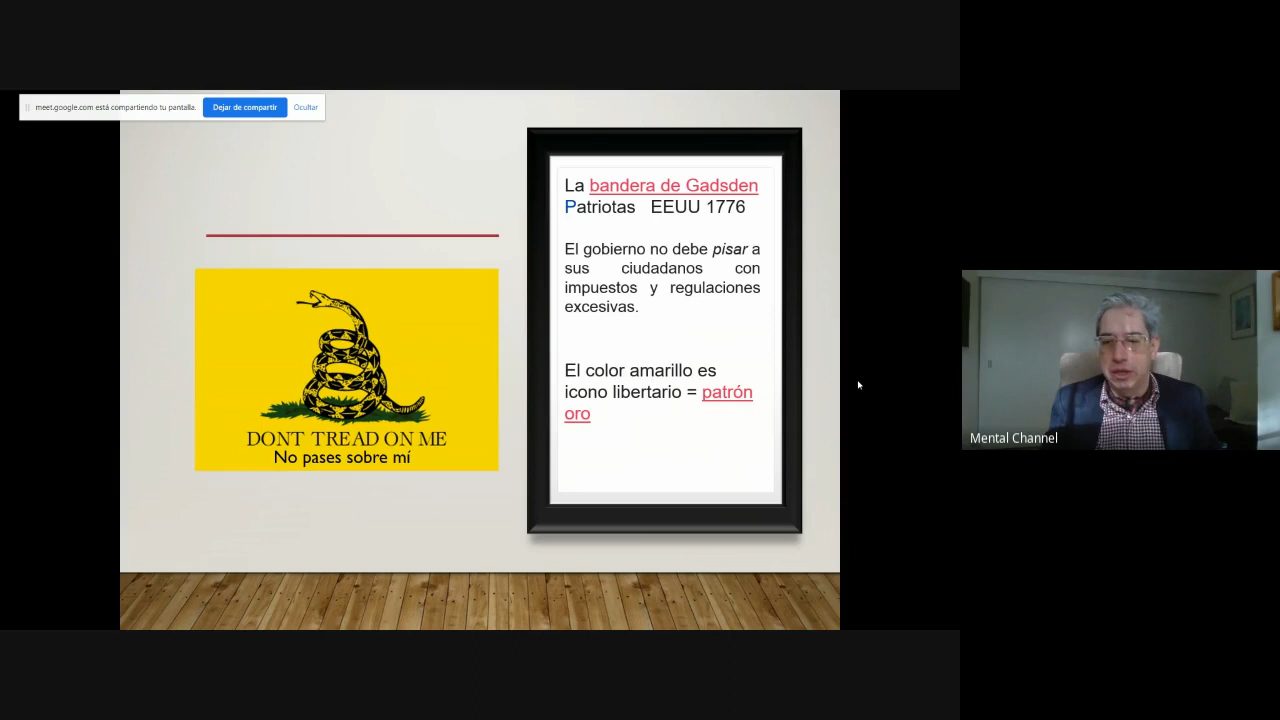 meet.google.com está compartiendo tu pantalla.
Dejar de compartir
Ocultar
La bandera de Gadsden
Patriotas EEUU 1776
El gobierno no debe pisar a
sus ciudadanos con
impuestos y regulaciones
excesivas.
El color amarillo es
icono libertario = patrón
oro
DONT TREAD ON ME
No pases sobre mí
Mental Channel